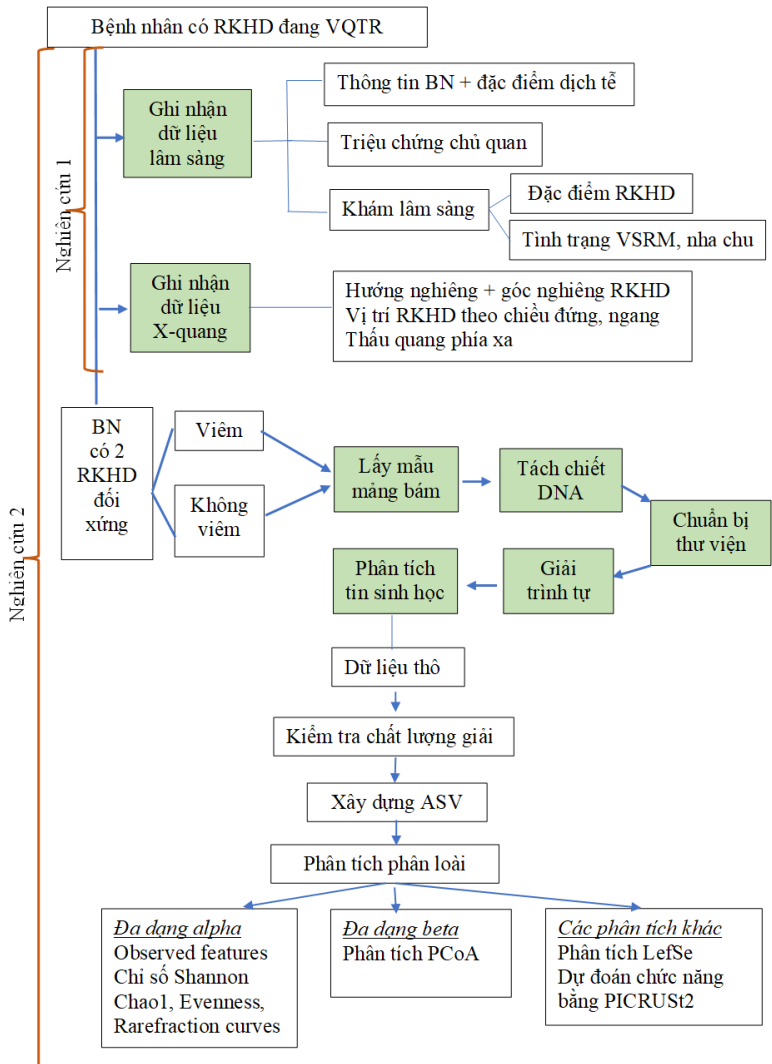 Bệnh nhân có RKHD đang VQTR
Nghiên cứu 1
Ghi nhận
dữ liệu
lâm sàng
Thông tin BN + đặc điểm dịch tễ
Triệu chứng chủ quan
Khám lâm sàng
Đặc điểm RKHD
Tình trạng VSRM, nha chu
Ghi nhận
dữ liệu
X-quang
Hướng nghiêng + góc nghiêng RKHD
Vị trí RKHD theo chiều đứng, ngang
Thấu quang phía xa
Nghiên cứu 2
BN
có 2
RKHD
đối
xứng
Viêm
Không
viêm
Lấy mẫu
mảng bám
Tách chiết
DNA
Chuẩn bị
thư viện
Giải
trình tự
Phân tích
tin sinh học
Dữ liệu thô
Kiểm tra chất lượng giải
Xây dựng ASV
Phân tích phân loài
Đa dạng alpha
Observed features
Chỉ số Shannon
Chao1, Evenness,
Rarefraction curves
Đa dạng beta
Phân tích PCoA
Các phân tích khác
Phân tích LefSe
Dự đoán chức năng
bằng PICRUSt2